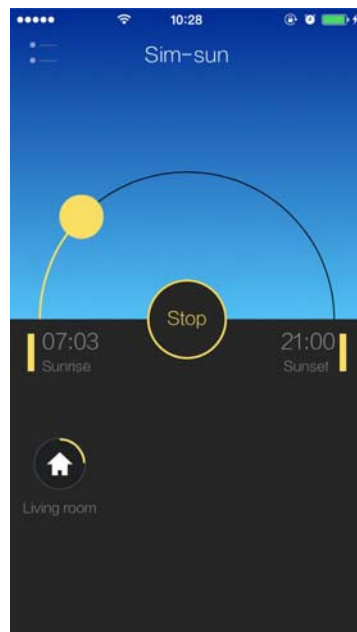 10:28
Sim-sun
Stop
07:03
21:00
Sunrise
Sunset
Living room